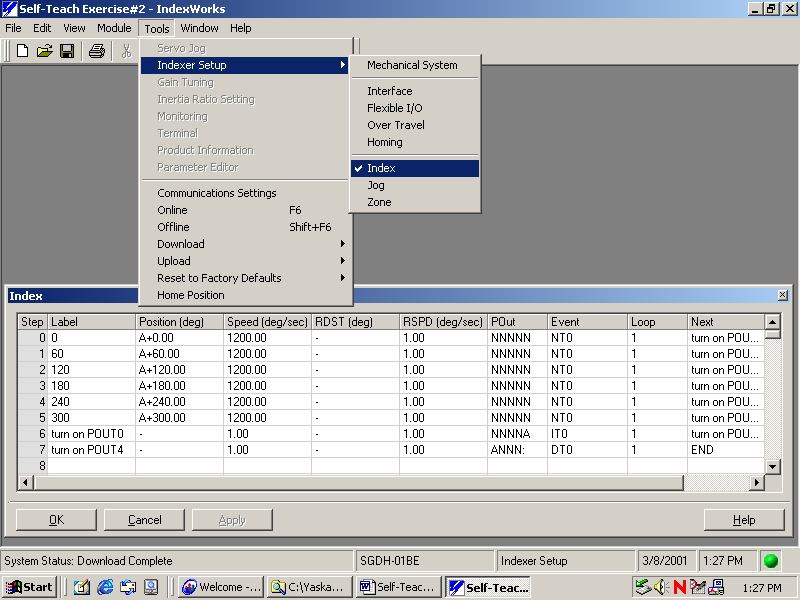 Self-Teach Exercise#2 - IndexWorks
File Edit View Module Tools Window Help
Servo Jog
Indexer Setup
Gain Tuning
Inertia Ratio Setting
Monitoring
Terminal
Product Information
Parameter Editor
Communications Settings
Online F6
Offline Shift+F6
Download
Upload
Reset to Factory Defaults
Home Position
Mechanical System
Interface
Flexible I/O
Over Travel
Homing
Index
Jog
Zone
Index
Step Label Position (deg) Speed (deg/sec) RDST (deg) RSPD (deg/sec) POut Event Loop Next
0 0 A+0.00 1200.00 - 1.00 NNNNN NT0 1 turn on POU...
1 60 A+60.00 1200.00 - 1.00 NNNNN NT0 1 turn on POU...
2 120 A+120.00 1200.00 - 1.00 NNNNN NT0 1 turn on POU...
3 180 A+180.00 1200.00 - 1.00 NNNNN NT0 1 turn on POU...
4 240 A+240.00 1200.00 - 1.00 NNNNN NT0 1 turn on POU...
5 300 A+300.00 1200.00 - 1.00 NNNNN NT0 1 turn on POU...
6 turn on POUT0 - 1.00 - 1.00 NNNNA IT0 1 turn on POU...
7 turn on POUT4 - 1.00 - 1.00 ANNN: DT0 1 END
8
OK Cancel Apply Help
System Status: Download Complete SGDH-01BE Indexer Setup 3/8/2001 1:27 PM
Start Welcome -... C:\Yaska... Self-Teac... Self-Teac... 1:27 PM